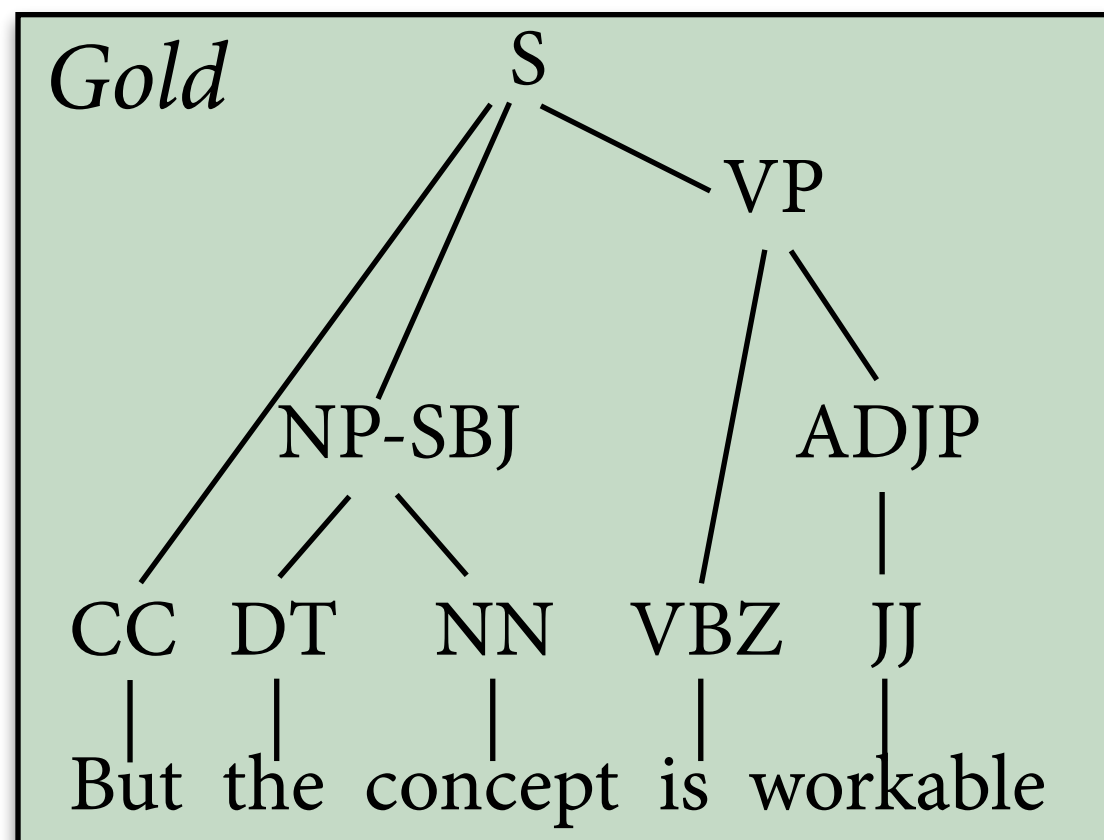 Gold
S
VP
NP-SBJ ADJP
CC DT NN VBZ JJ
But the concept is workable